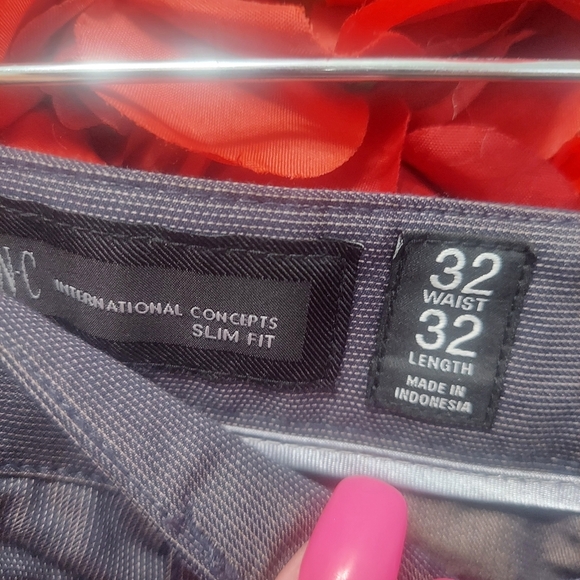 N·C
INTERNATIONAL CONCEPTS
SLIM FIT
32
WAIST
32
LENGTH
MADE IN
INDONESIA